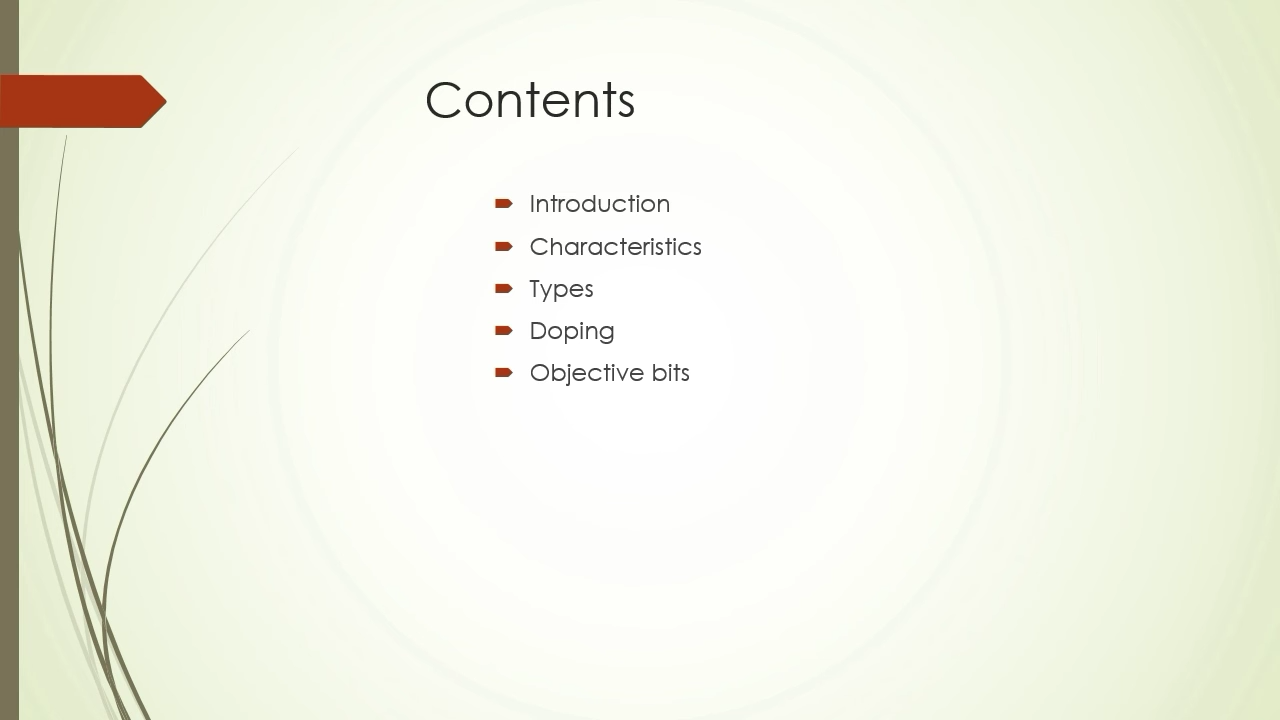 Contents
Introduction
Characteristics
Types
Doping
Objective bits